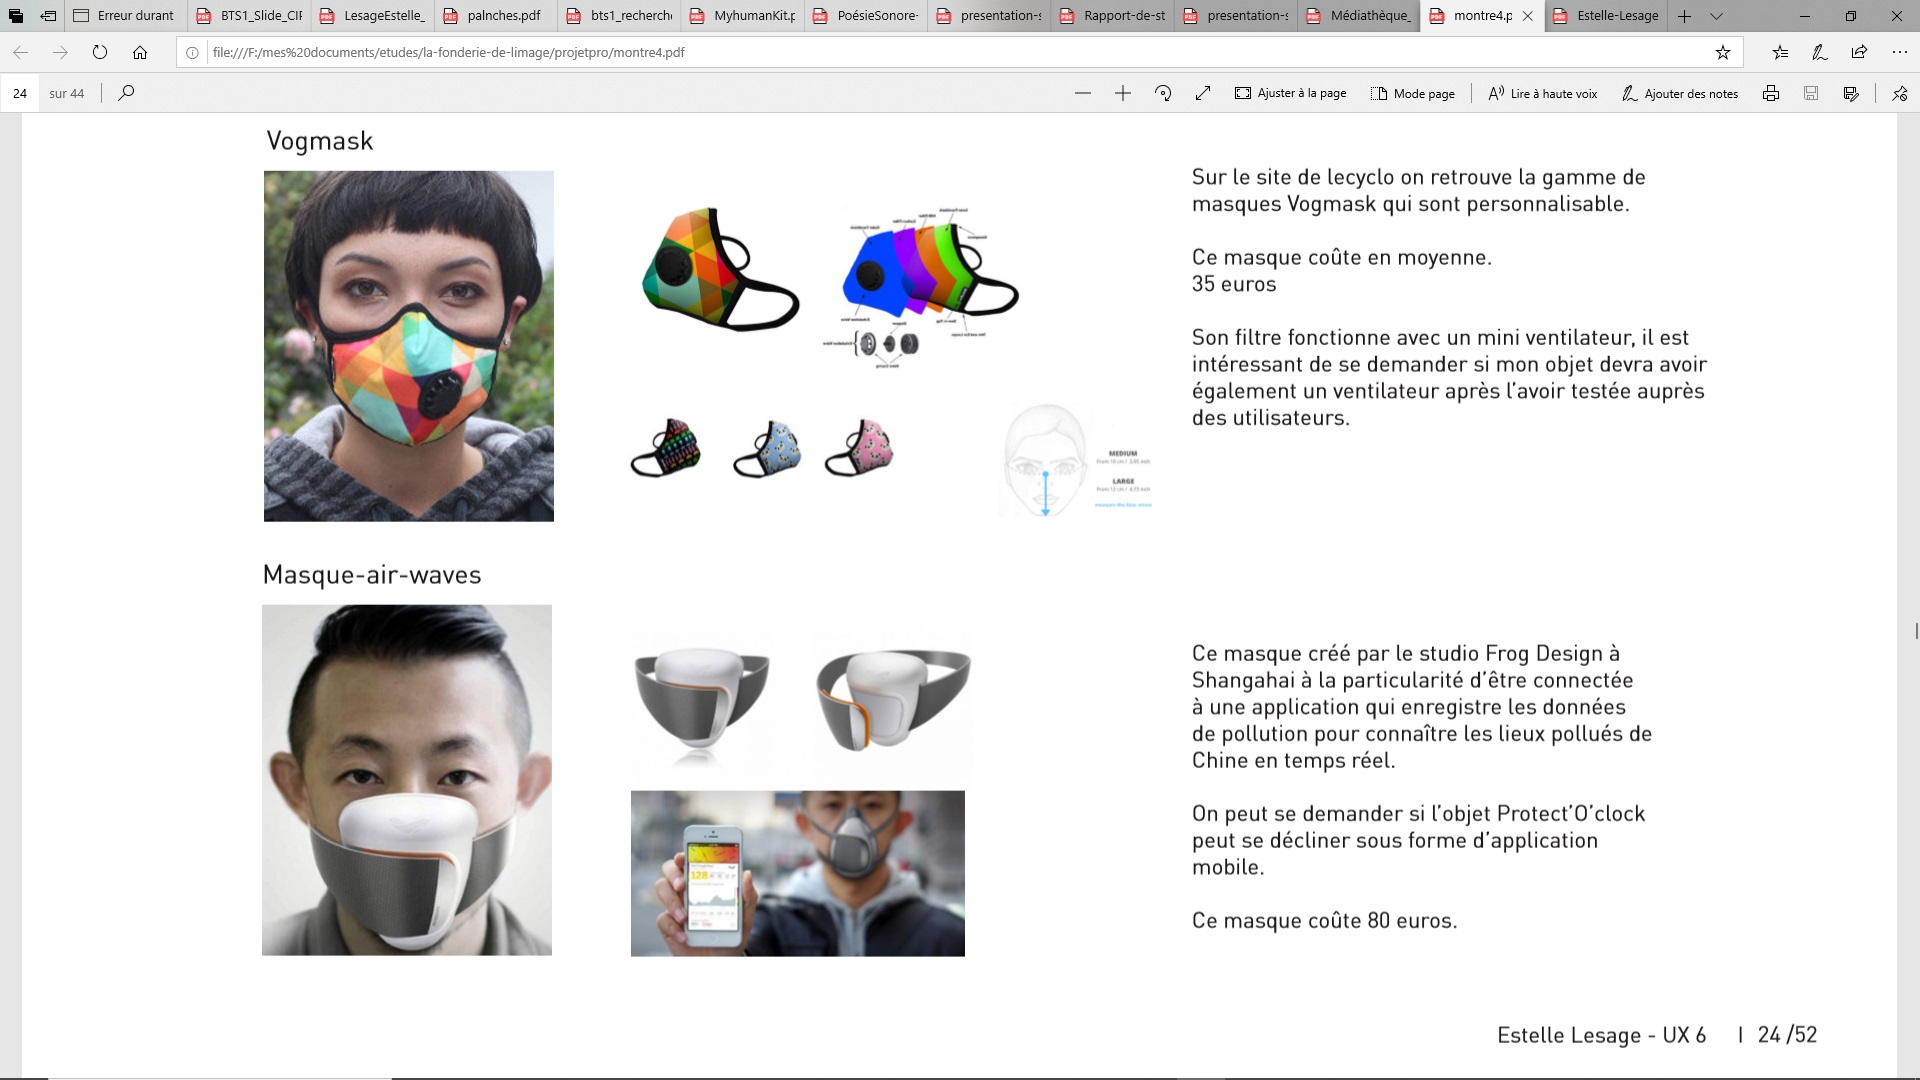 Erreur durant
BTS1_Slide_CIF
LesageEstelle_
palnches.pdf
bts1_recherch
MyhumanKit.p
PoésieSonore-
presentation-s
Rapport-de-st
presentation-s
Médiathèque_
montre4.p
Estelle-Lesage
file:///F:/mes%20documents/etudes/la-fonderie-de-limage/projetpro/montre4.pdf
24 sur 44
Ajuster à la page
Mode page
Lire à haute voix
Ajouter des notes
Vogmask
Sur le site de lecyclo on retrouve la gamme de
masques Vogmask qui sont personnalisable.
Ce masque coûte en moyenne.
35 euros
Son filtre fonctionne avec un mini ventilateur, il est
intéressant de se demander si mon objet devra avoir
également un ventilateur après l’avoir testée auprès
des utilisateurs.
MEDIUM
LARGE
Masque-air-waves
128
Ce masque créé par le studio Frog Design à
Shangahai à la particularité d’être connectée
à une application qui enregistre les données
de pollution pour connaître les lieux pollués de
Chine en temps réel.
On peut se demander si l’objet Protect’O’clock
peut se décliner sous forme d’application
mobile.
Ce masque coûte 80 euros.
Estelle Lesage - UX 6 | 24 /52